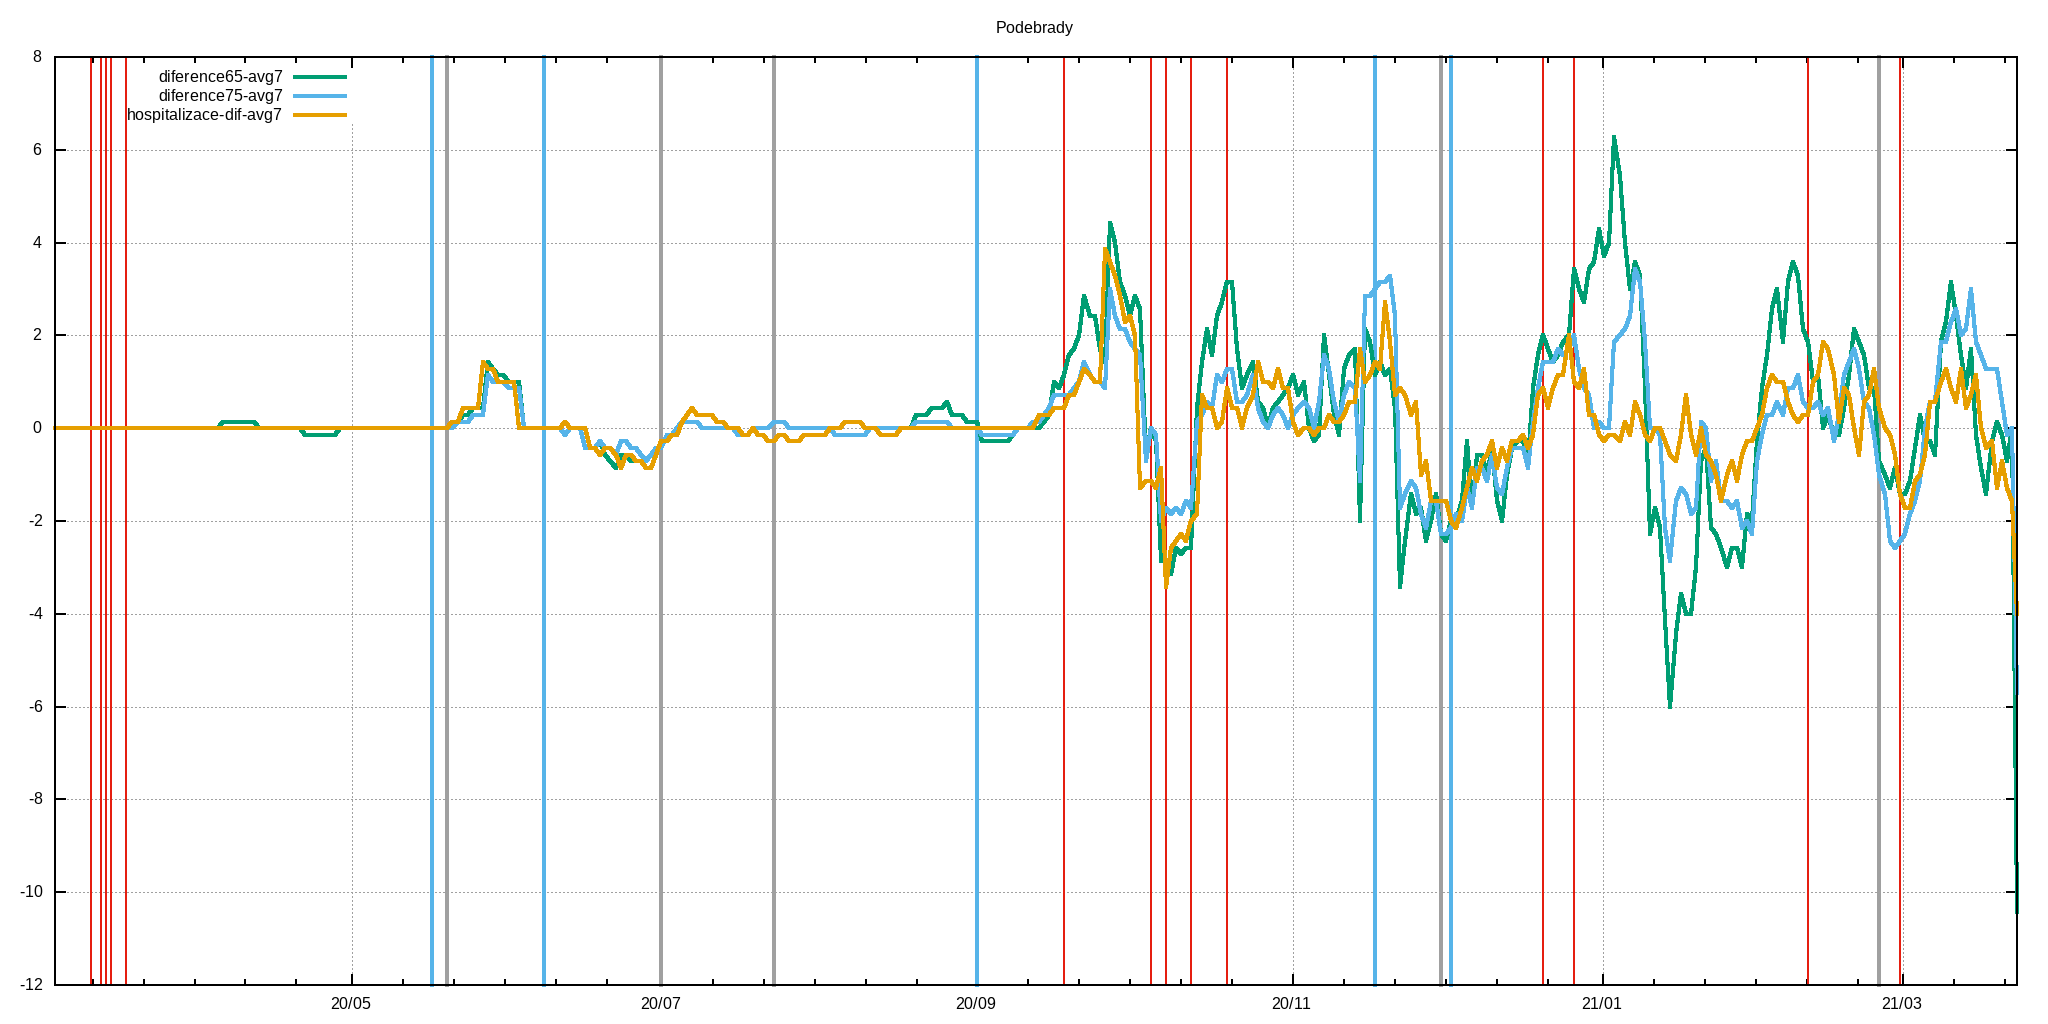 Podebrady
8
diference65-avg7
diference75-avg7
hospitalizace-dif-avg7
6
4
2
0
-2
-4
-6
-8
-10
-12
20/05 20/07 20/09 20/11 21/01 21/03